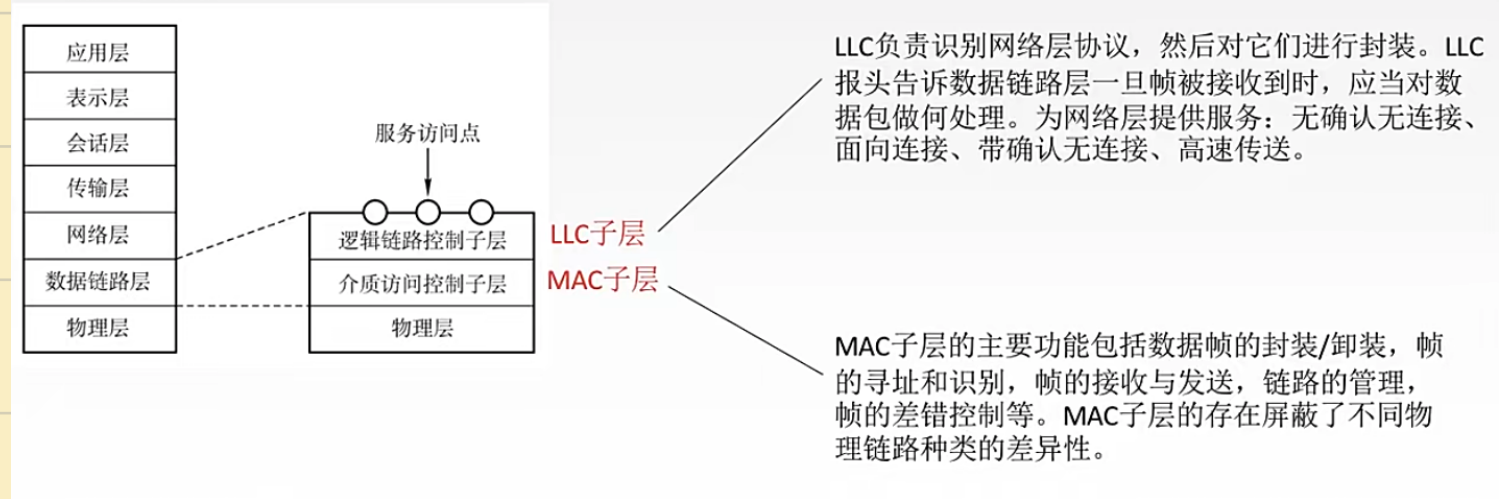 应用层
表示层
会话层
传输层
网络层
数据链路层
物理层
服务访问点
逻辑链路控制子层
介质访问控制子层
物理层
LLC子层
MAC子层
LLC负责识别网络层协议，然后对它们进行封装。LLC
报头告诉数据链路层一旦帧被接收到时，应当对数
据包做何处理。为网络层提供服务：无确认无连接、
面向连接、带确认无连接、高速传送。
MAC子层的主要功能包括数据帧的封装/卸装，帧
的寻址和识别，帧的接收与发送，链路的管理，
帧的差错控制等。MAC子层的存在屏蔽了不同物
理链路种类的差异性。